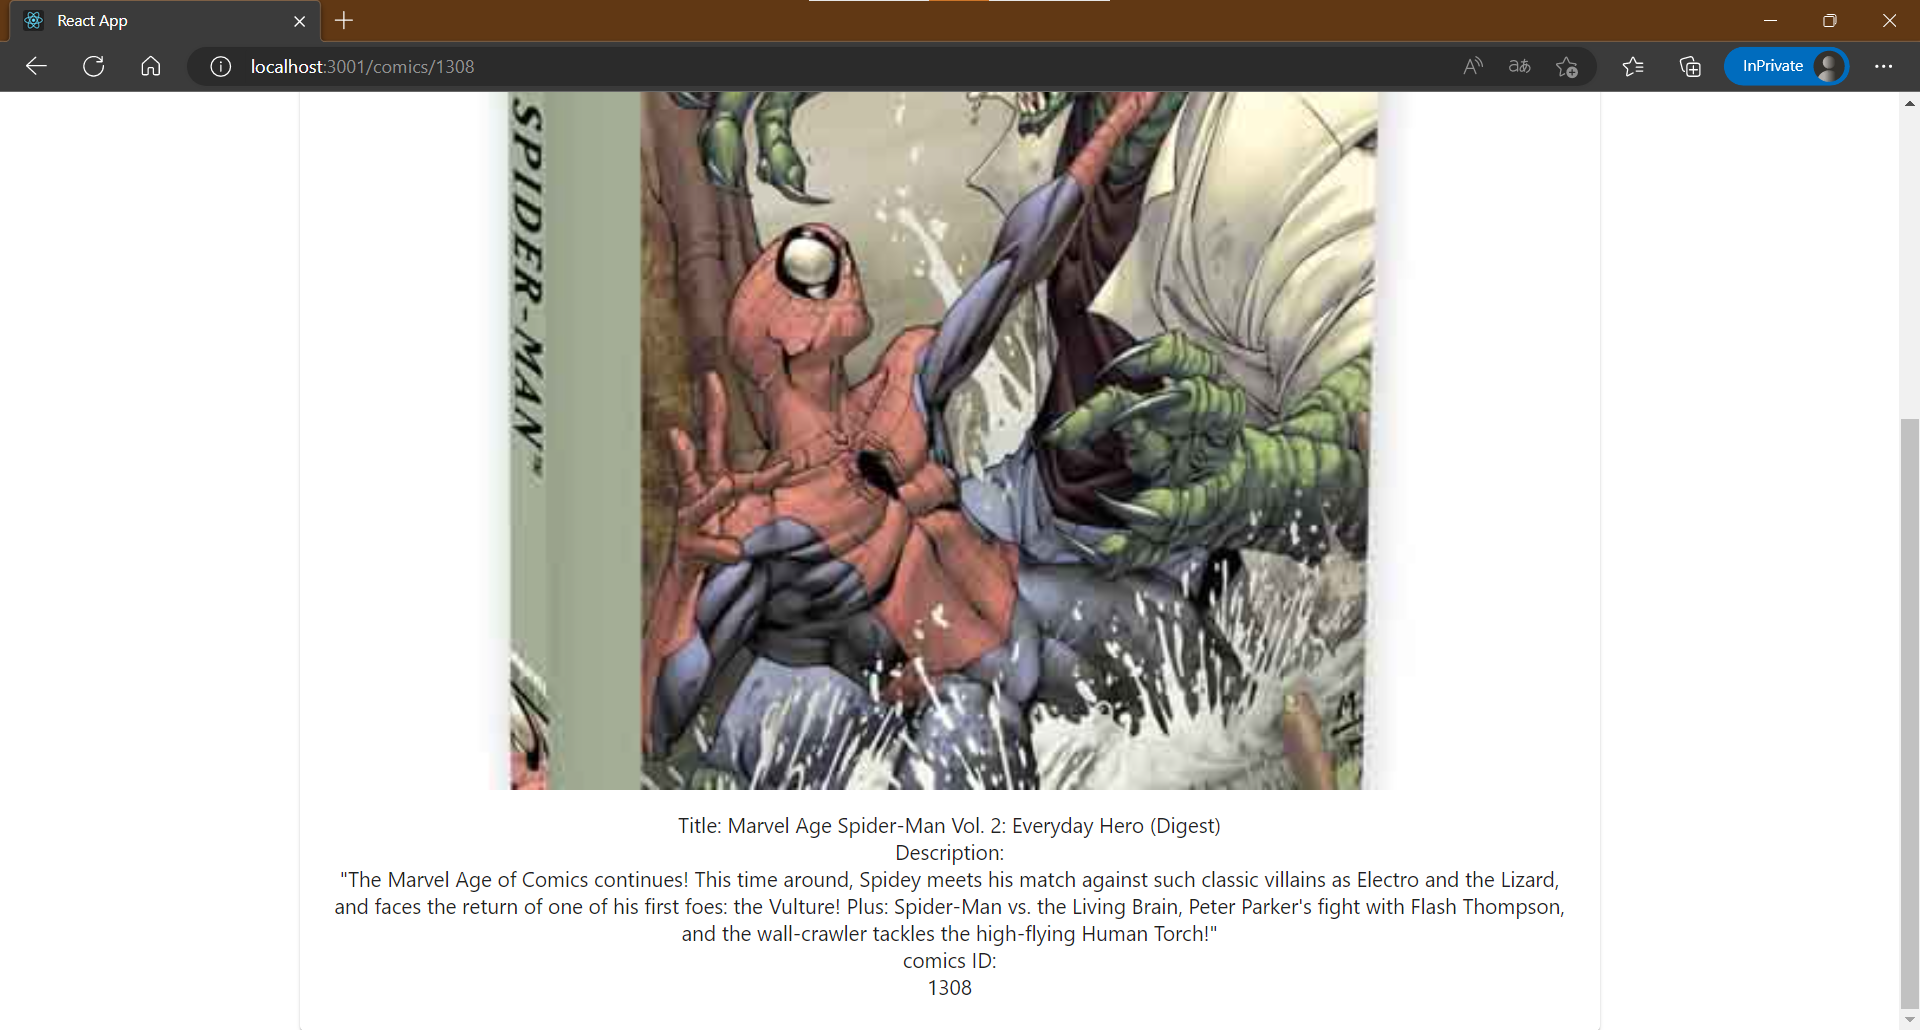 React App
localhost:3001/comics/1308
InPrivate
SPIDER-MAN™
Title: Marvel Age Spider-Man Vol. 2: Everyday Hero (Digest)
Description:
"The Marvel Age of Comics continues! This time around, Spidey meets his match against such classic villains as Electro and the Lizard,
and faces the return of one of his first foes: the Vulture! Plus: Spider-Man vs. the Living Brain, Peter Parker's fight with Flash Thompson,
and the wall-crawler tackles the high-flying Human Torch!"
comics ID:
1308